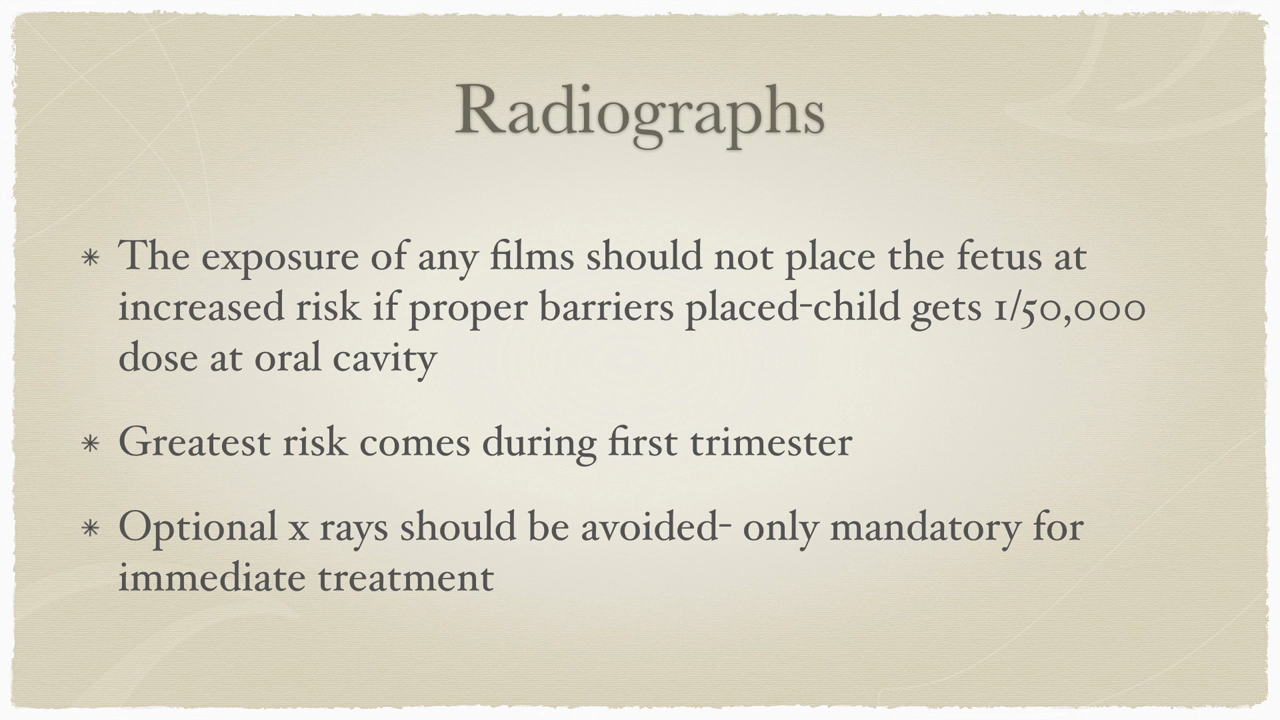 Radiographs
* The exposure of any films should not place the fetus at
increased risk if proper barriers placed-child gets 1/50,000
dose at oral cavity
* Greatest risk comes during first trimester
* Optional x rays should be avoided- only mandatory for
immediate treatment